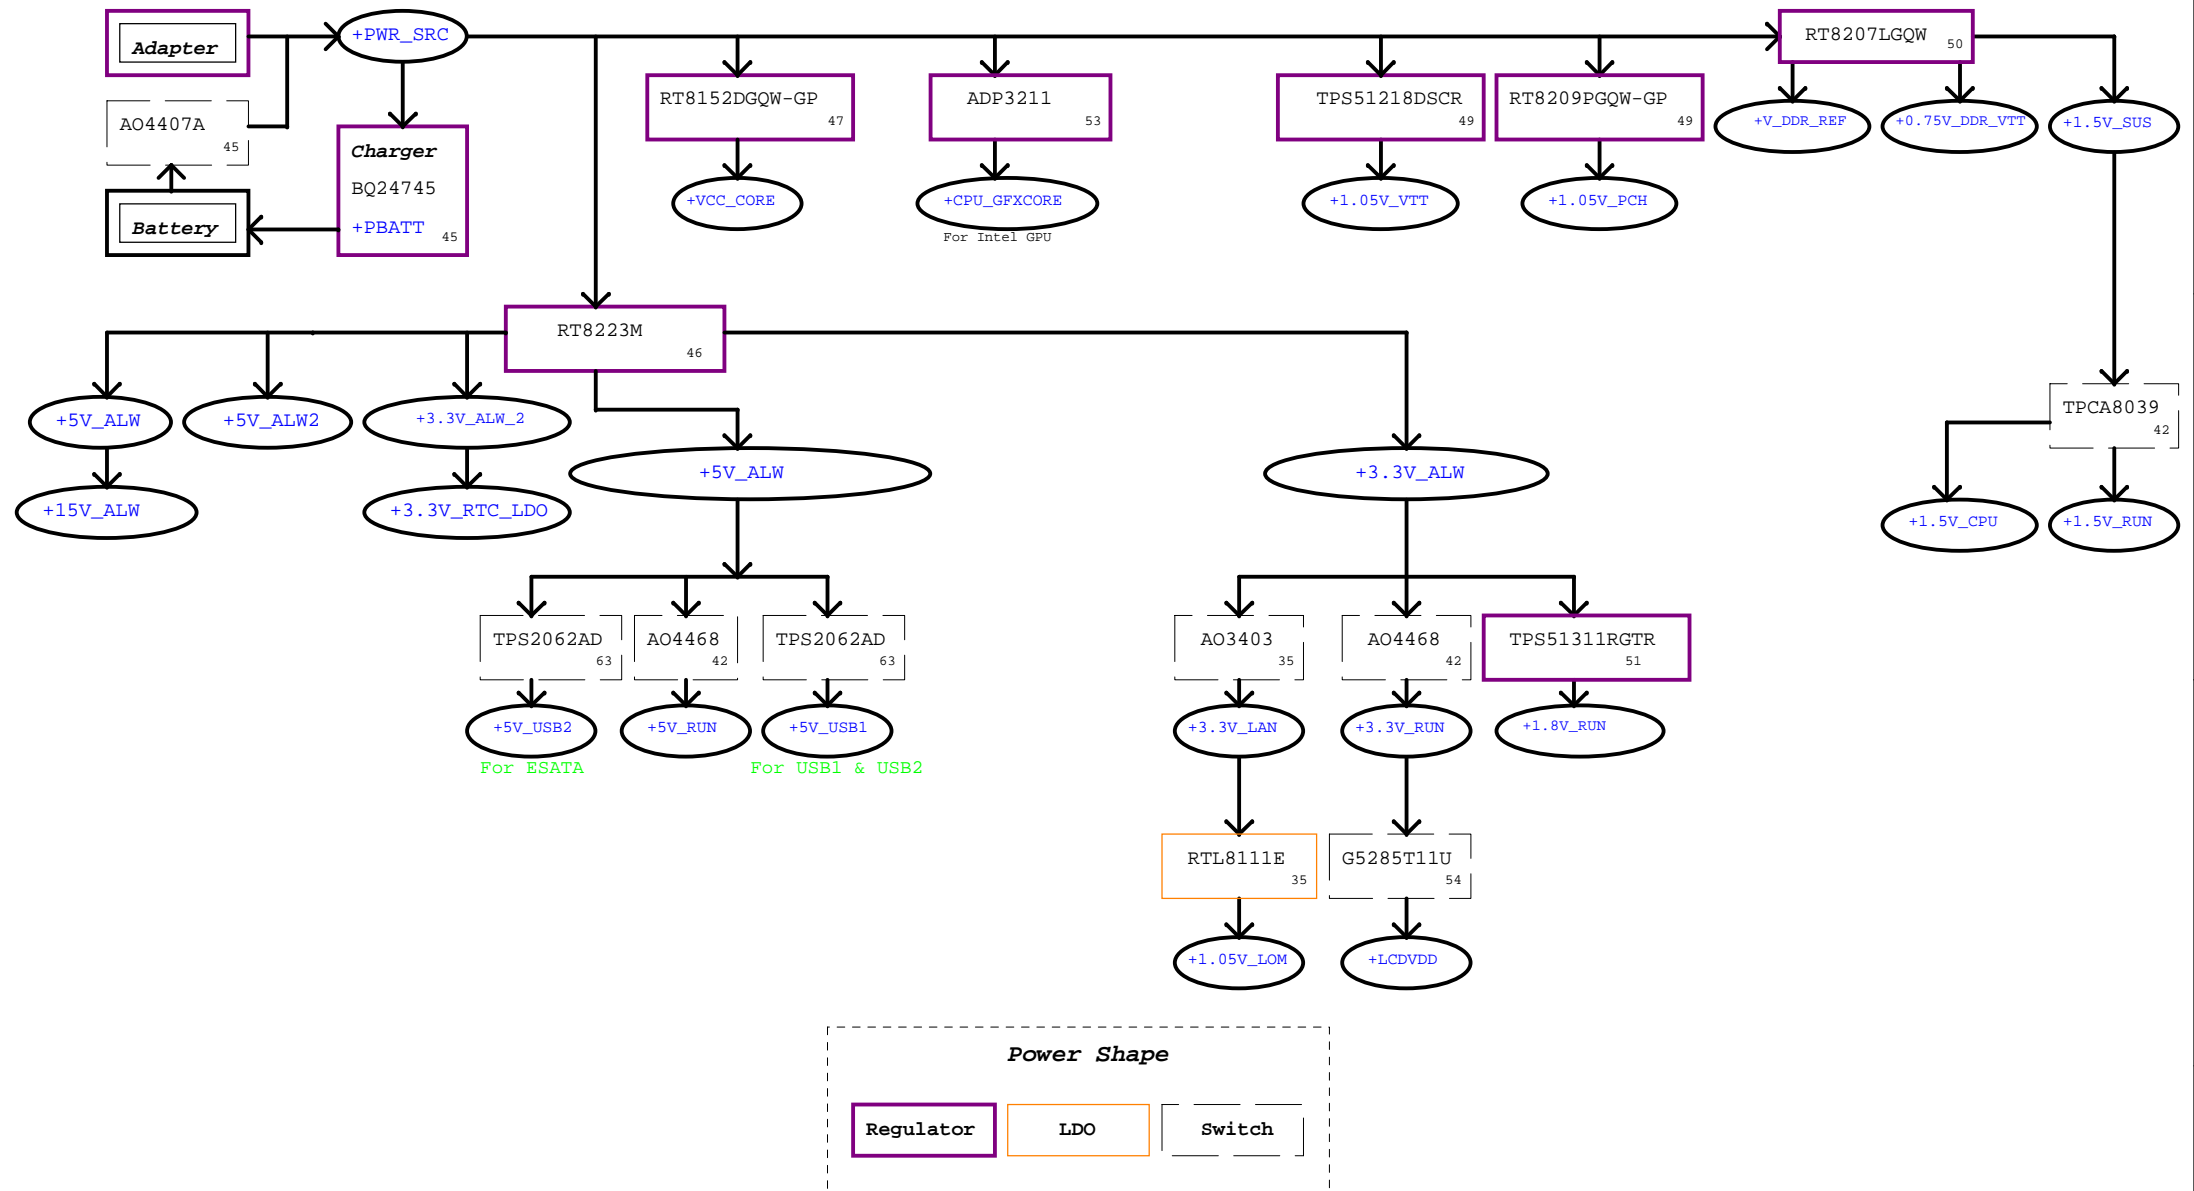 Adapter
+PWR_SRC
RT8207LGQW
50
RT8152DGQW-GP
47
ADP3211
53
TPS51218DSCR
49
RT8209PGQW-GP
49
AO4407A
45
+V_DDR_REF
+0.75V_DDR_VTT
+1.5V_SUS
Charger
BQ24745
+PBATT
45
Battery
+VCC_CORE
+CPU_GFXCORE
For Intel GPU
+1.05V_VTT
+1.05V_PCH
RT8223M
46
+5V_ALW
+5V_ALW2
+3.3V_ALW_2
TPCA8039
42
+5V_ALW
+3.3V_ALW
+15V_ALW
+3.3V_RTC_LDO
+1.5V_CPU
+1.5V_RUN
TPS2062AD
63
AO4468
42
TPS2062AD
63
AO3403
35
AO4468
42
TPS51311RGTR
51
+5V_USB2
+5V_RUN
+5V_USB1
+3.3V_LAN
+3.3V_RUN
+1.8V_RUN
For ESATA
For USB1 & USB2
RTL8111E
35
G5285T11U
54
+1.05V_LOM
+LCDVDD
Power Shape
Regulator
LDO
Switch